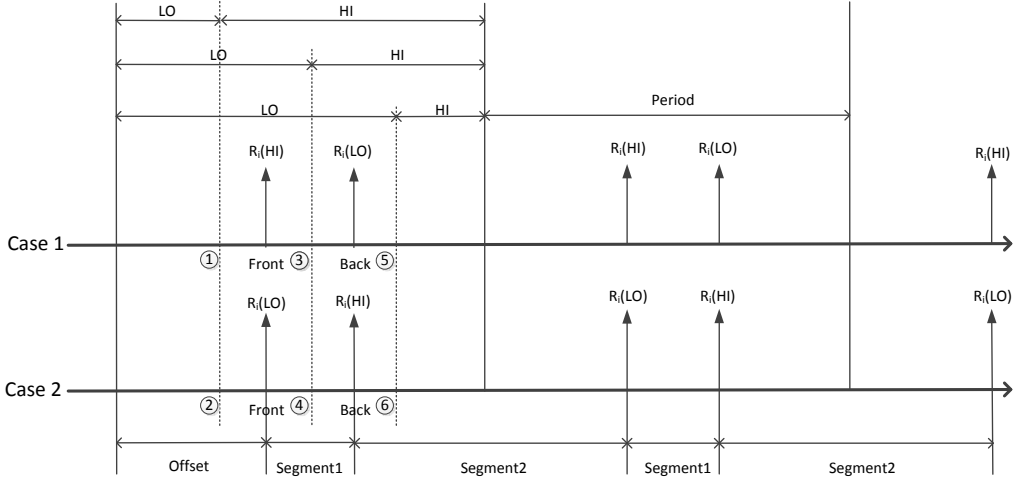 LO HI
LO HI
LO HI Period
Rᵢ(HI) Rᵢ(LO) Rᵢ(HI) Rᵢ(LO) Rᵢ(HI)
Case 1
① Front ③ Back ⑤
Rᵢ(LO) Rᵢ(HI) Rᵢ(LO) Rᵢ(HI) Rᵢ(LO)
Case 2
② Front ④ Back ⑥
Offset Segment1 Segment2 Segment1 Segment2